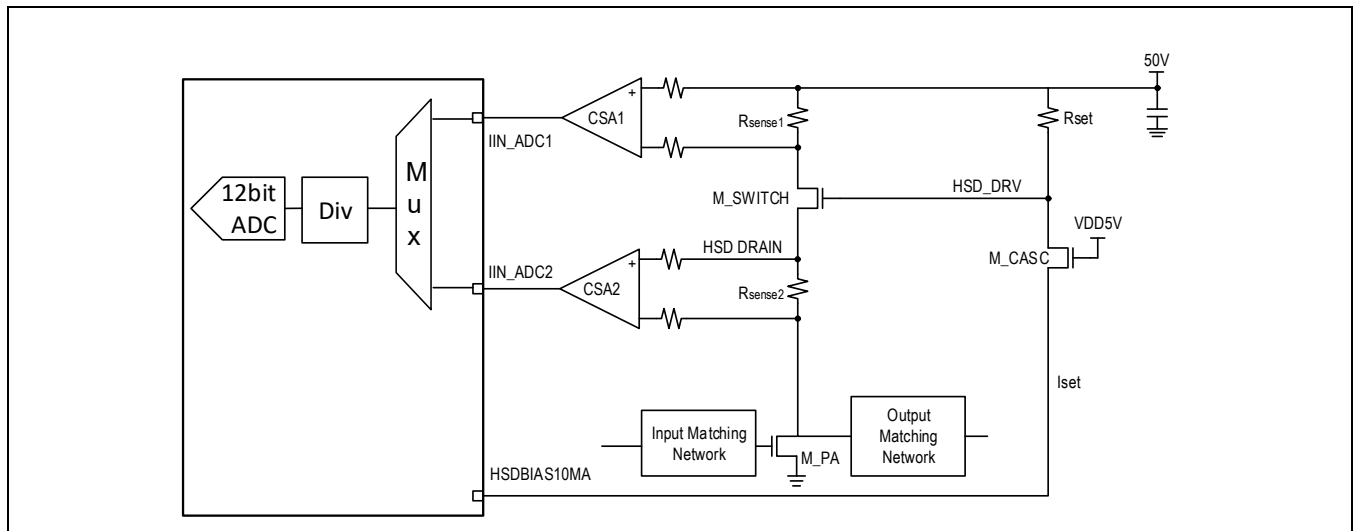 50V
+
CSA1
Rsense1
Rset
IIN_ADC1
M
u
x
12bit
ADC
Div
M_SWITCH
HSD_DRV
VDD5V
HSD DRAIN
M_CASC
IIN_ADC2
+
CSA2
Rsense2
Iset
Input Matching
Network
Output
Matching
Network
M_PA
HSDBIAS10MA